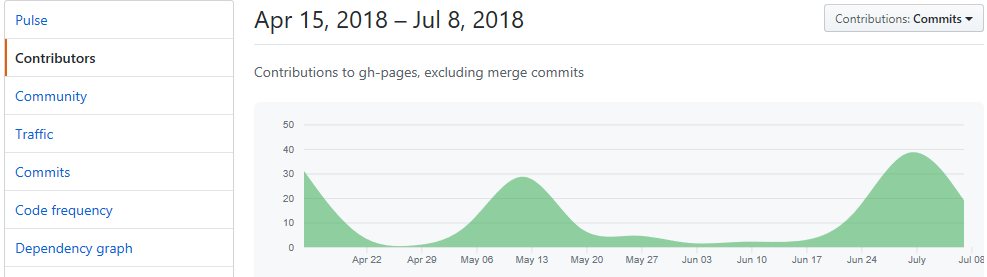 Pulse
Contributors
Community
Traffic
Commits
Code frequency
Dependency graph
Apr 15, 2018 – Jul 8, 2018
Contributions: Commits
Contributions to gh-pages, excluding merge commits
50
40
30
20
10
0
Apr 22 Apr 29 May 06 May 13 May 20 May 27 Jun 03 Jun 10 Jun 17 Jun 24 July Jul 08